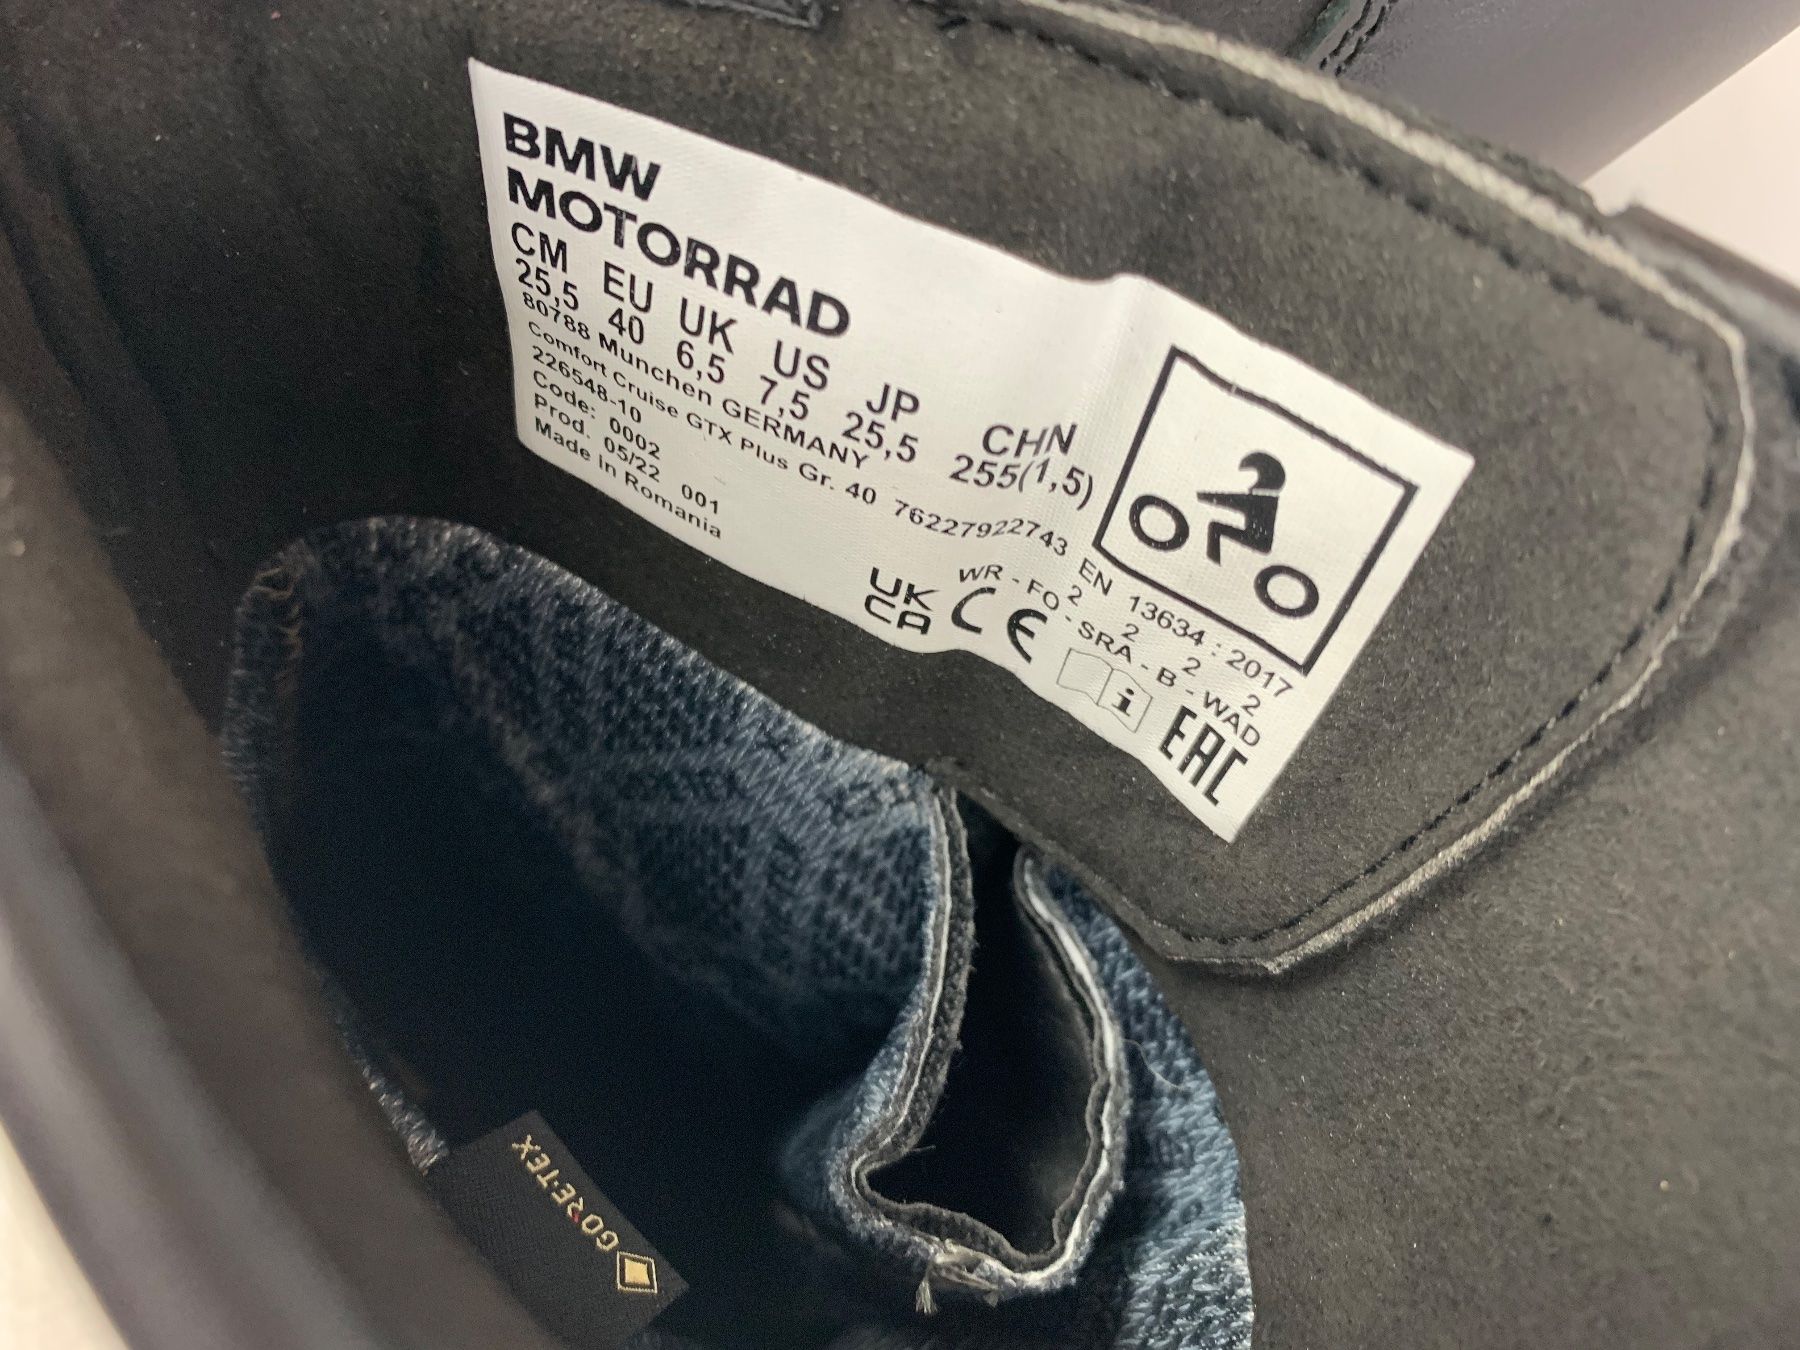 BMW
MOTORRAD
CM EU UK US JP CHN
25,5 40 6,5 7,5 25,5 255(1,5)
80788 Munchen GERMANY
Comfort Cruise GTX Plus Gr. 40 76227922743
226548-10
Code: 0002
Prod. 05/22 001
Made in Romania
EN 13634 : 2017
2 2 2 2
WR - FO - SRA - B - WAD
UK
CA
CE
i
EAC
GORE-TEX